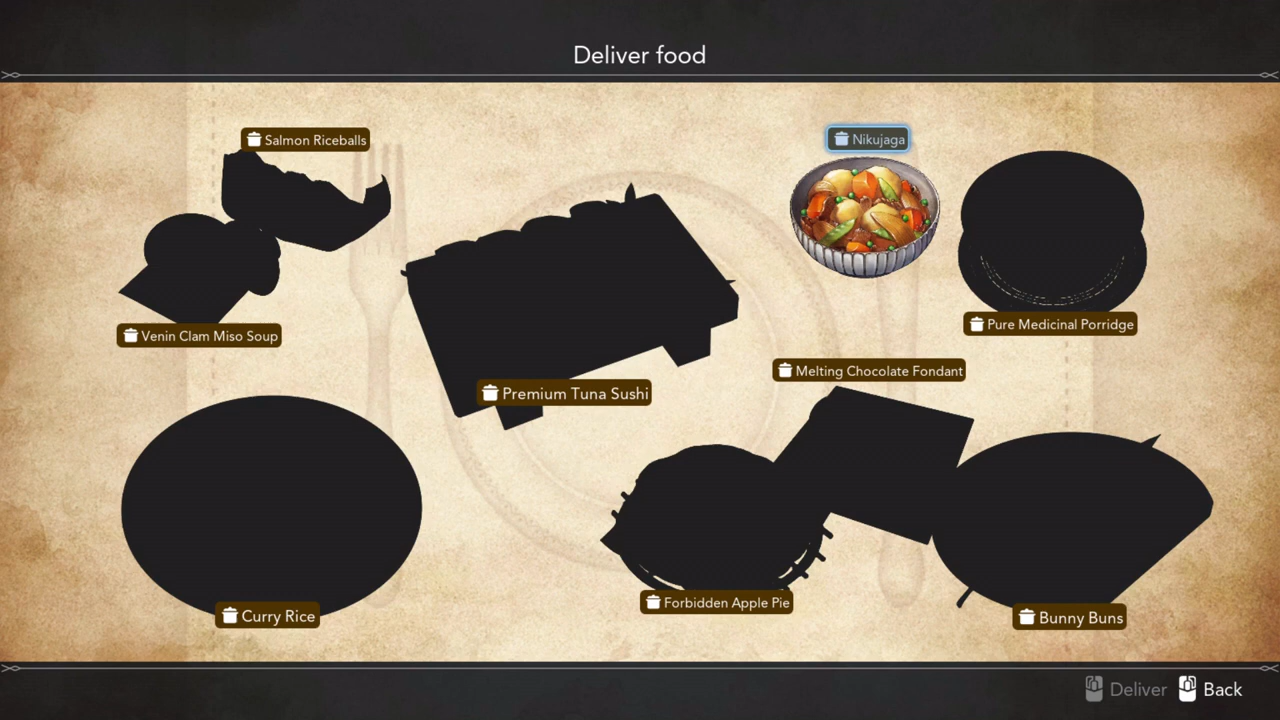 Deliver food
Salmon Riceballs
Nikujaga
Pure Medicinal Porridge
Venin Clam Miso Soup
Melting Chocolate Fondant
Premium Tuna Sushi
Forbidden Apple Pie
Curry Rice
Bunny Buns
Deliver
Back